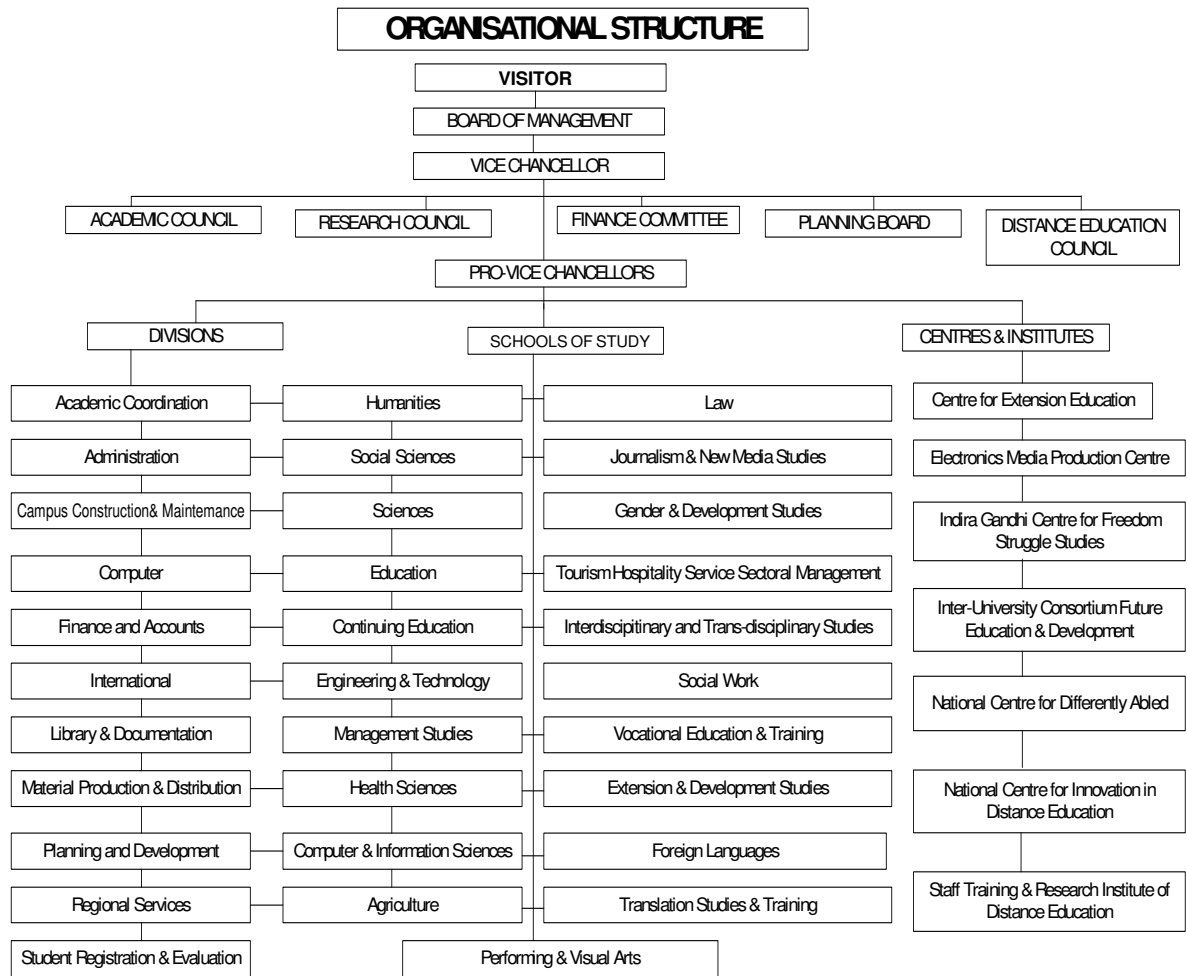 ORGANISATIONAL STRUCTURE
VISITOR
BOARD OF MANAGEMENT
VICE CHANCELLOR
ACADEMIC COUNCIL
RESEARCH COUNCIL
FINANCE COMMITTEE
PLANNING BOARD
DISTANCE EDUCATION
COUNCIL
PRO-VICE CHANCELLORS
DIVISIONS
Academic Coordination
Administration
Campus Construction& Maintemance
Computer
Finance and Accounts
International
Library & Documentation
Material Production & Distribution
Planning and Development
Regional Services
Student Registration & Evaluation
SCHOOLS OF STUDY
Humanities
Social Sciences
Sciences
Education
Continuing Education
Engineering & Technology
Management Studies
Health Sciences
Computer & Information Sciences
Agriculture
Law
Journalism & New Media Studies
Gender & Development Studies
Tourism Hospitality Service Sectoral Management
Interdiscipitinary and Trans-disciplinary Studies
Social Work
Vocational Education & Training
Extension & Development Studies
Foreign Languages
Translation Studies & Training
Performing & Visual Arts
CENTRES & INSTITUTES
Centre for Extension Education
Electronics Media Production Centre
Indira Gandhi Centre for Freedom
Struggle Studies
Inter-University Consortium Future
Education & Development
National Centre for Differently Abled
National Centre for Innovation in
Distance Education
Staff Training & Research Institute of
Distance Education